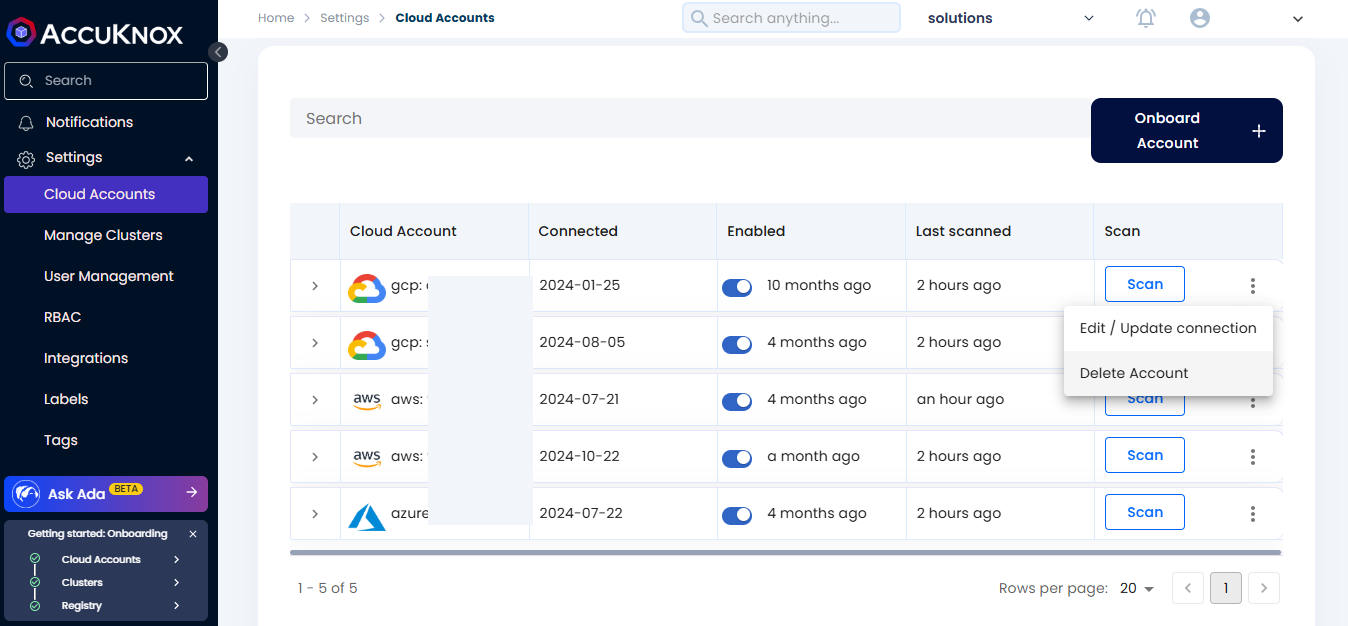 Home > Settings > Cloud Accounts
Search anything...
solutions
ACCUKNOX
Search
Notifications
Settings
Cloud Accounts
Manage Clusters
User Management
RBAC
Integrations
Labels
Tags
Ask Ada BETA
Getting started: Onboarding
Cloud Accounts
Clusters
Registry
Search
Onboard
Account
Cloud Account Connected Enabled Last scanned Scan
gcp: 2024-01-25 10 months ago 2 hours ago Scan
Edit / Update connection
gcp: 2024-08-05 4 months ago 2 hours ago
Delete Account
aws: 2024-07-21 4 months ago an hour ago Scan
aws: 2024-10-22 a month ago 2 hours ago Scan
azure 2024-07-22 4 months ago 2 hours ago Scan
1 - 5 of 5
Rows per page: 20
1